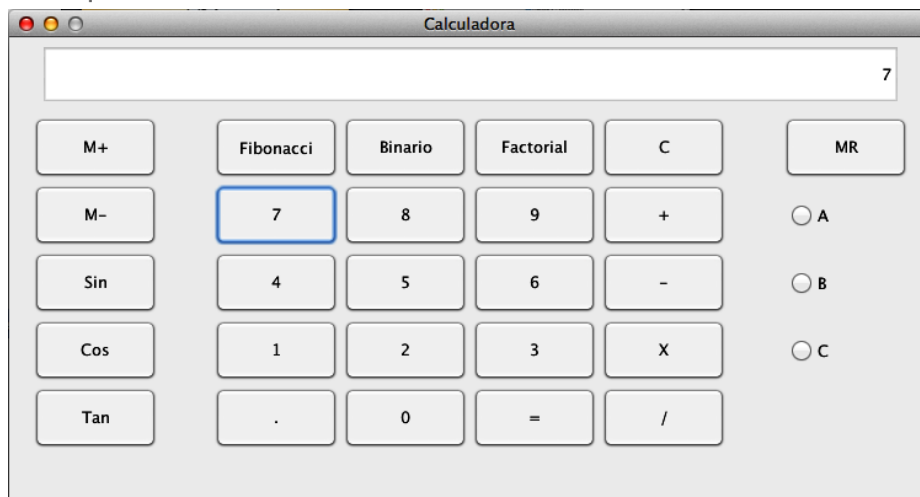 Calculadora
7
M+ Fibonacci Binario Factorial C MR
M- 7 8 9 + A
Sin 4 5 6 - B
Cos 1 2 3 X C
Tan . 0 = /